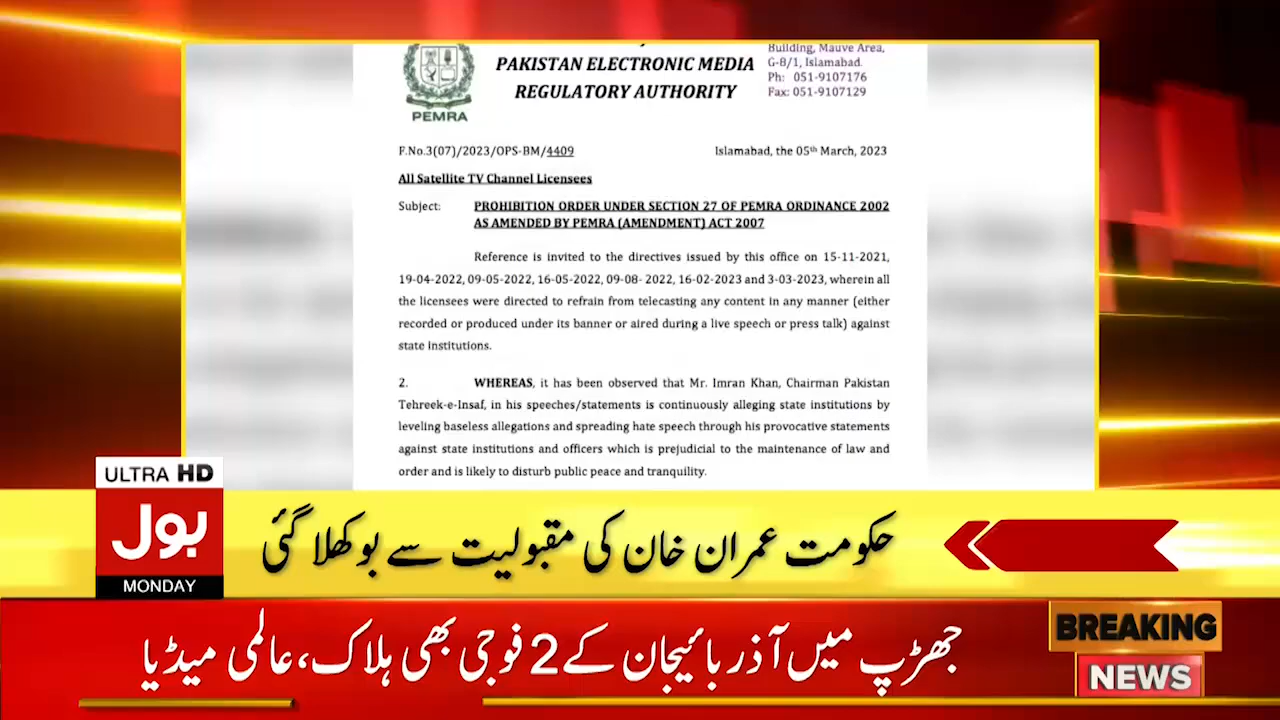 PAKISTAN ELECTRONIC MEDIA
REGULATORY AUTHORITY
Building, Mauve Area,
G-8/1, Islamabad.
Ph: 051-9107176
Fax: 051-9107129
PEMRA
F.No.3(07)/2023/OPS-BM/4409
Islamabad, the 05th March, 2023
All Satellite TV Channel Licensees
Subject: PROHIBITION ORDER UNDER SECTION 27 OF PEMRA ORDINANCE 2002
AS AMENDED BY PEMRA (AMENDMENT) ACT 2007
Reference is invited to the directives issued by this office on 15-11-2021,
19-04-2022, 09-05-2022, 16-05-2022, 09-08- 2022, 16-02-2023 and 3-03-2023, wherein all
the licensees were directed to refrain from telecasting any content in any manner (either
recorded or produced under its banner or aired during a live speech or press talk) against
state institutions.
2. WHEREAS, it has been observed that Mr. Imran Khan, Chairman Pakistan
Tehreek-e-Insaf, in his speeches/statements is continuously alleging state institutions by
leveling baseless allegations and spreading hate speech through his provocative statements
against state institutions and officers which is prejudicial to the maintenance of law and
order and is likely to disturb public peace and tranquility.
ULTRA HD
بول
MONDAY
حکومت عمران خان کی مقبولیت سے بوکھلا گئی
جھڑپ میں آذربائیجان کے 2 فوجی بھی ہلاک، عالمی میڈیا
BREAKING
NEWS